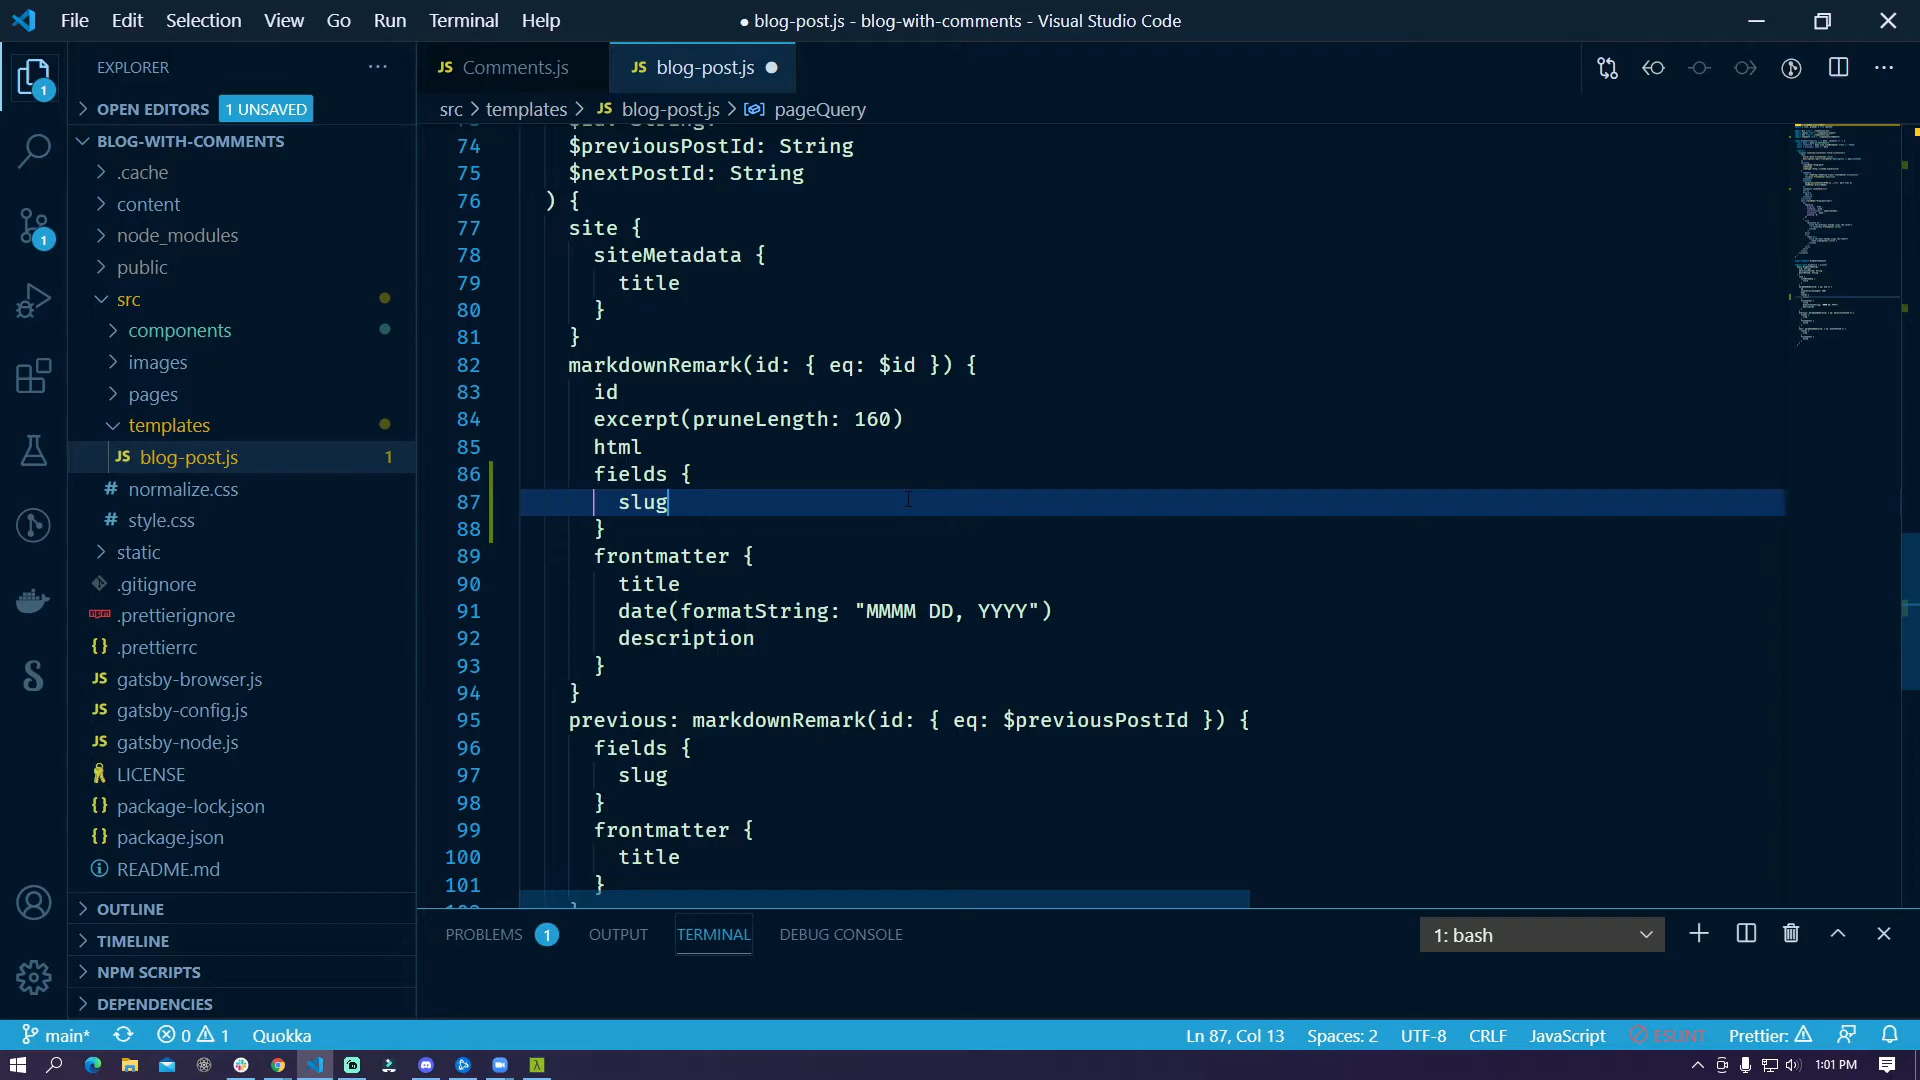 File Edit Selection View Go Run Terminal Help
● blog-post.js - blog-with-comments - Visual Studio Code
EXPLORER
OPEN EDITORS 1 UNSAVED
BLOG-WITH-COMMENTS
.cache
content
node_modules
public
src
components
images
pages
templates
JS blog-post.js 1
# normalize.css
# style.css
static
.gitignore
.prettierignore
{} .prettierrc
JS gatsby-browser.js
JS gatsby-config.js
JS gatsby-node.js
LICENSE
{} package-lock.json
{} package.json
README.md
OUTLINE
TIMELINE
NPM SCRIPTS
DEPENDENCIES
JS Comments.js
JS blog-post.js ●
src > templates > JS blog-post.js > pageQuery
74 $previousPostId: String
75 $nextPostId: String
76 ) {
77 site {
78 siteMetadata {
79 title
80 }
81 }
82 markdownRemark(id: { eq: $id }) {
83 id
84 excerpt(pruneLength: 160)
85 html
86 fields {
87 slug
88 }
89 frontmatter {
90 title
91 date(formatString: "MMMM DD, YYYY")
92 description
93 }
94 }
95 previous: markdownRemark(id: { eq: $previousPostId }) {
96 fields {
97 slug
98 }
99 frontmatter {
100 title
101 }
PROBLEMS 1 OUTPUT TERMINAL DEBUG CONSOLE
1: bash
main* 0 1 Quokka
Ln 87, Col 13 Spaces: 2 UTF-8 CRLF JavaScript ESLINT Prettier:
1:01 PM